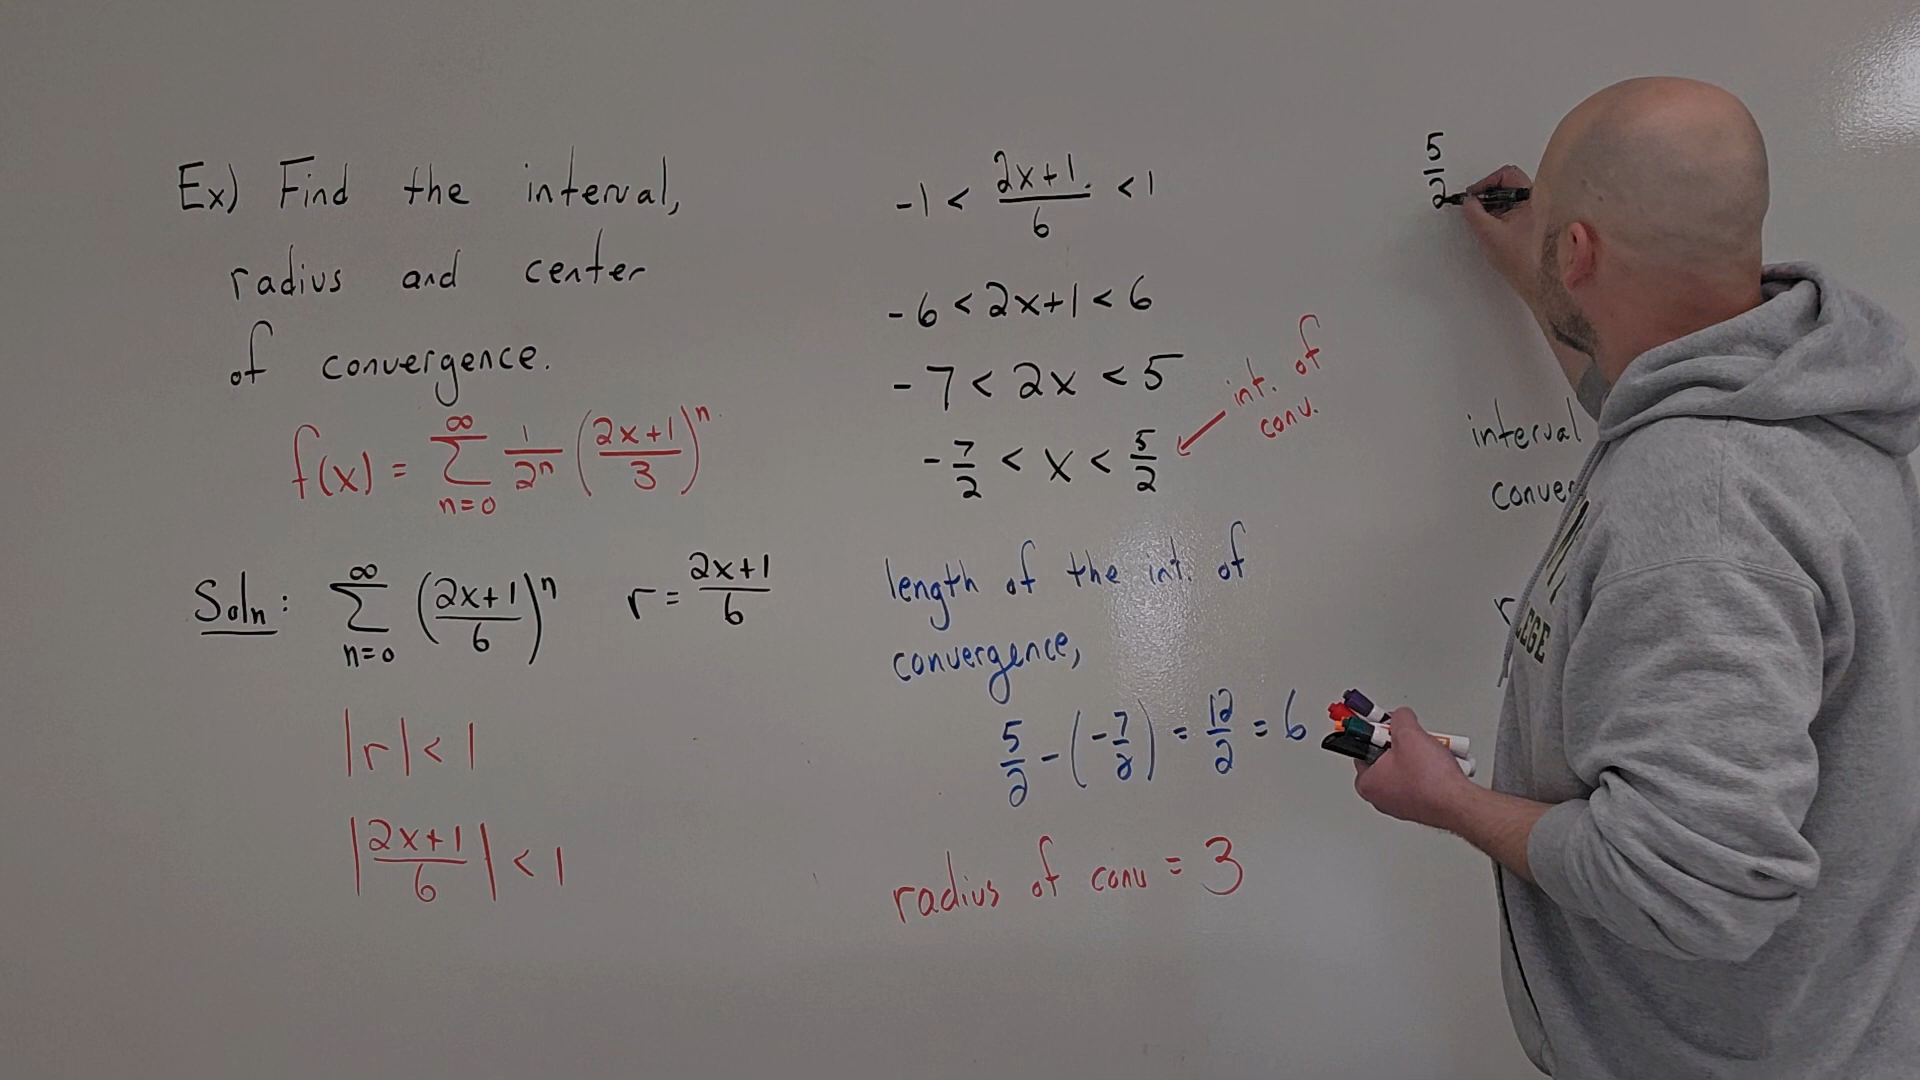 Ex) Find the interval,
radius and center
of convergence.
f(x) = ∞ Σ n=0 1/2ⁿ (2x+1/3)ⁿ
Soln: ∞ Σ n=0 (2x+1/6)ⁿ r = 2x+1/6
|r| < 1
|2x+1/6| < 1
-1 < 2x+1/6 < 1
-6 < 2x+1 < 6
-7 < 2x < 5
-7/2 < x < 5/2
int. of
conv.
length of the int. of
convergence,
5/2 - (-7/2) = 12/2 = 6
radius of conv = 3
5/2
interval